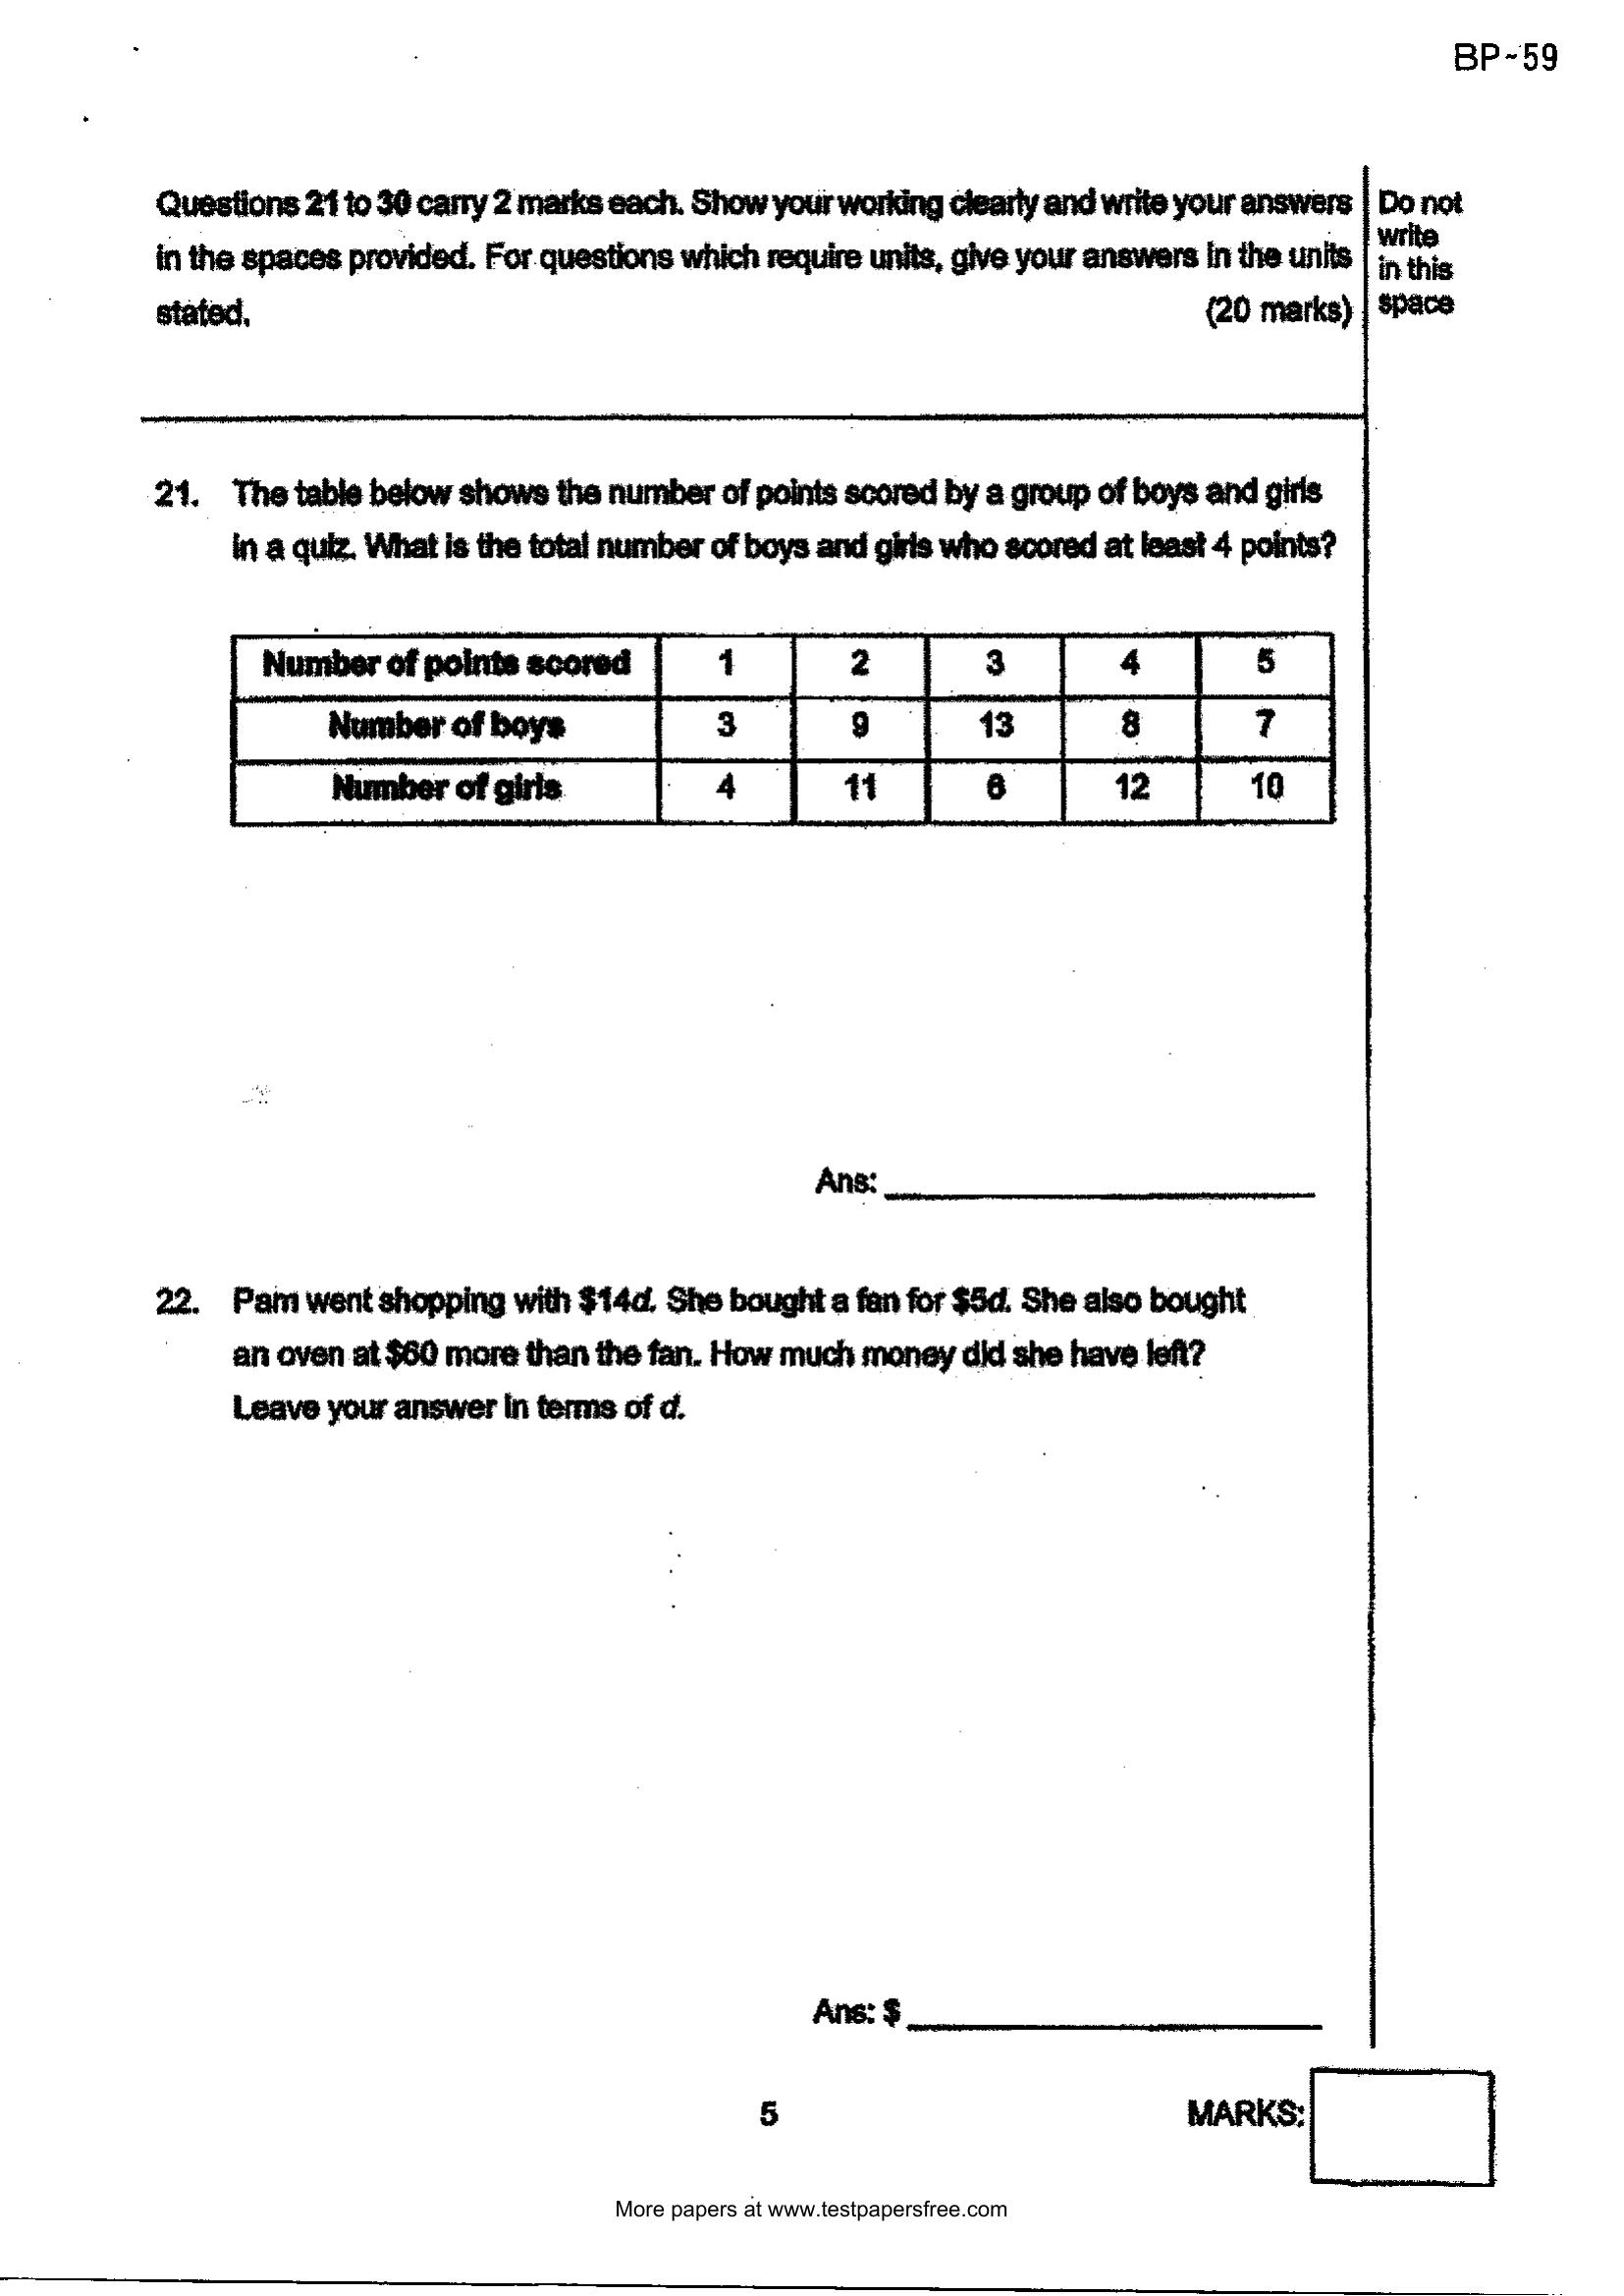 BP-59
Questions 21 to 30 carry 2 marks each. Show your working clearly and write your answers
in the spaces provided. For questions which require units, give your answers in the units
stated.
(20 marks)
Do not
write
in this
space
21. The table below shows the number of points scored by a group of boys and girls
in a quiz. What is the total number of boys and girls who scored at least 4 points?
Number of points scored 1 2 3 4 5
Number of boys 3 9 13 8 7
Number of girls 4 11 6 12 10
Ans:
22. Pam went shopping with $14d. She bought a fan for $5d. She also bought
an oven at $60 more than the fan. How much money did she have left?
Leave your answer in terms of d.
Ans: $
5
MARKS:
More papers at www.testpapersfree.com